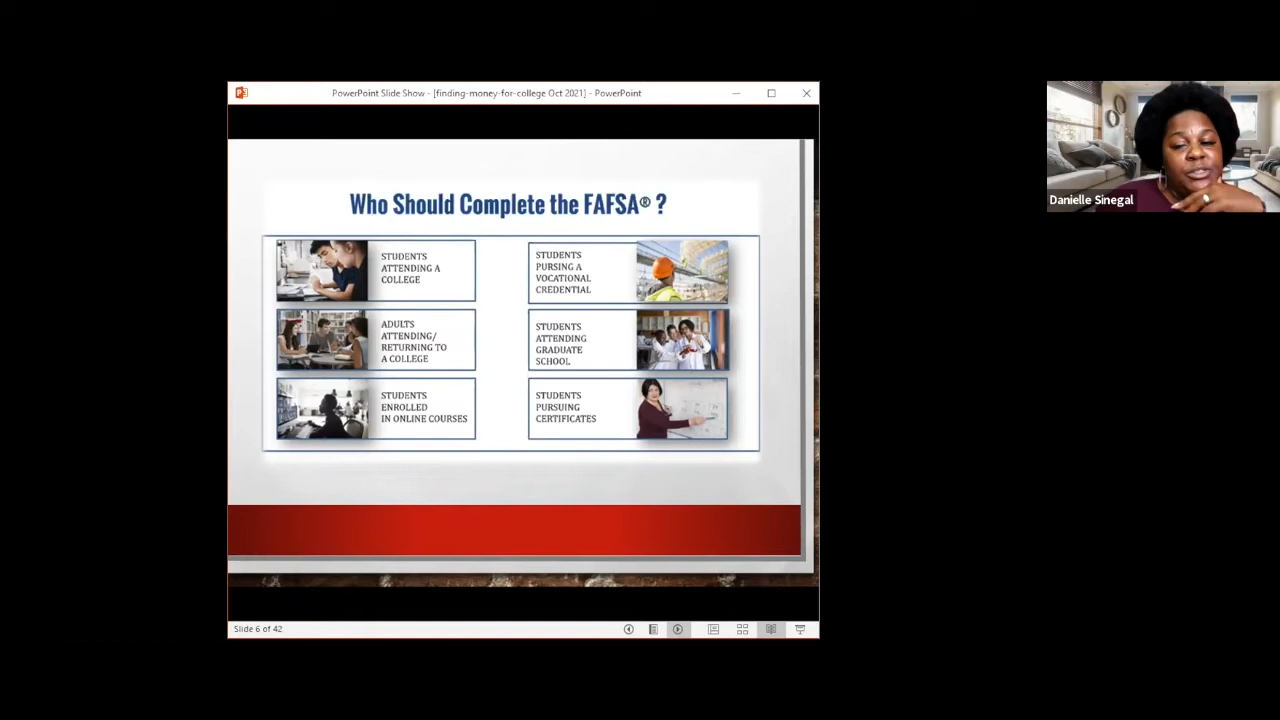 PowerPoint Slide Show - [finding-money-for-college Oct 2021] - PowerPoint
Who Should Complete the FAFSA® ?
STUDENTS
ATTENDING A
COLLEGE
STUDENTS
PURSING A
VOCATIONAL
CREDENTIAL
ADULTS
ATTENDING/
RETURNING TO
A COLLEGE
STUDENTS
ATTENDING
GRADUATE
SCHOOL
STUDENTS
ENROLLED
IN ONLINE COURSES
STUDENTS
PURSUING
CERTIFICATES
Slide 6 of 42
Danielle Sinegal